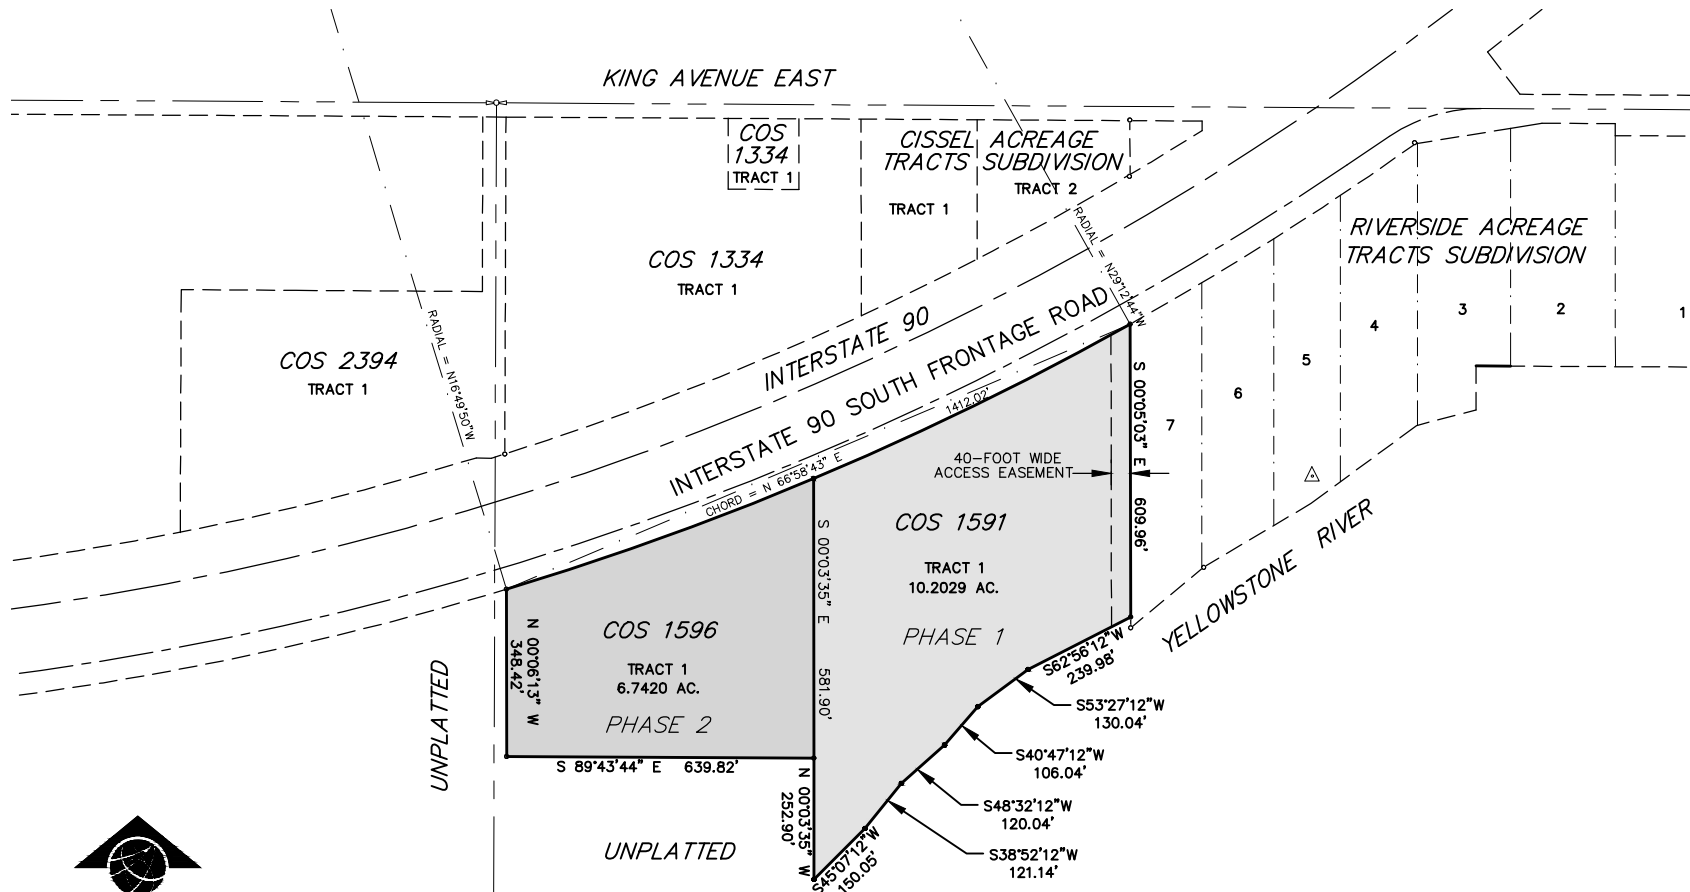 KING AVENUE EAST
COS
1334
TRACT 1
CISSEL ACREAGE
TRACTS SUBDIVISION
TRACT 2
TRACT 1
COS 1334
TRACT 1
RADIAL = N29°12'44"W
RIVERSIDE ACREAGE
TRACTS SUBDIVISION
1
2
3
4
5
6
7
COS 2394
TRACT 1
RADIAL = N16°49'50"W
INTERSTATE 90
INTERSTATE 90 SOUTH FRONTAGE ROAD
1412.02'
CHORD = N 66°58'43" E
S 00°05'03" E 609.96'
40-FOOT WIDE
ACCESS EASEMENT
COS 1591
TRACT 1
10.2029 AC.
PHASE 1
S 00°03'35" E 581.90'
YELLOWSTONE RIVER
COS 1596
TRACT 1
6.7420 AC.
PHASE 2
N 00°06'13" W
348.42'
S 89°43'44" E 639.82'
UNPLATTED
UNPLATTED
N 00°03'35" W
252.90'
S62°56'12"W
239.98'
S53°27'12"W
130.04'
S40°47'12"W
106.04'
S48°32'12"W
120.04'
S38°52'12"W
121.14'
S45°07'12"W
150.05'